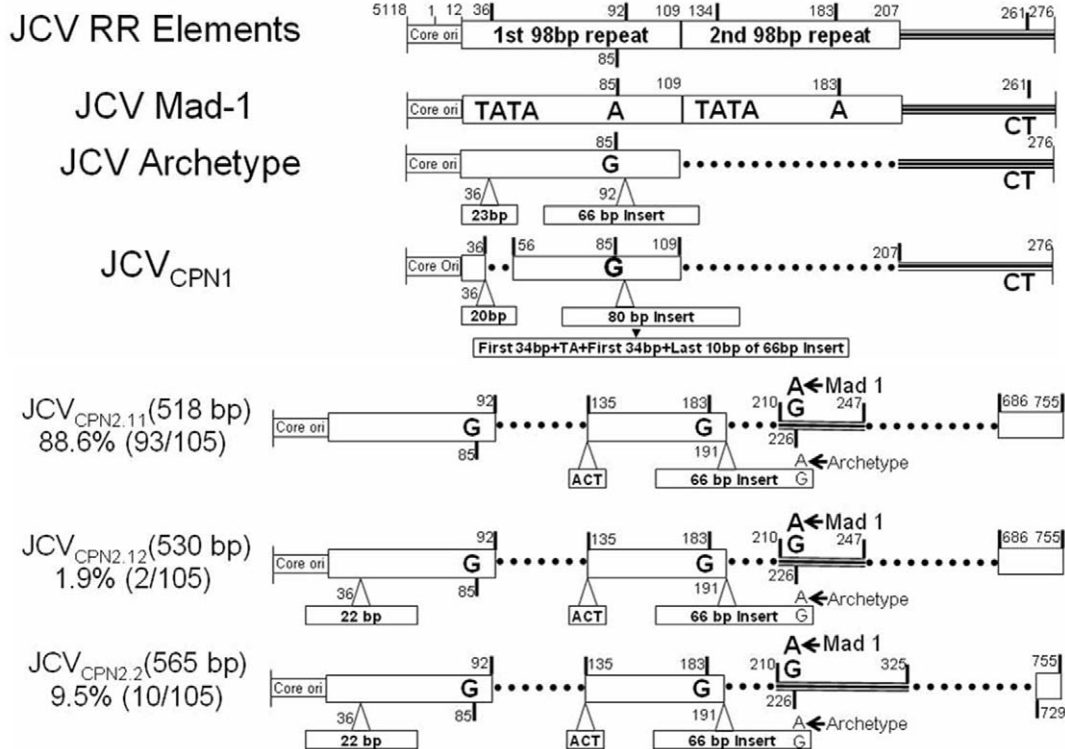 5118 1 12 36 92 109 134 183 207 261 276
JCV RR Elements
Core ori 1st 98bp repeat 2nd 98bp repeat
85
85 109 183 261
JCV Mad-1
Core ori TATA A TATA A
CT
85 276
JCV Archetype
Core ori G
CT
36 92
23bp 66 bp Insert
36 56 85 109 207 276
JCVCPN1
Core Ori G
CT
36
20bp 80 bp Insert
First 34bp+TA+First 34bp+Last 10bp of 66bp Insert
A←Mad 1
JCVCPN2.11(518 bp) 92 135 183 210 G 247 686 755
88.6% (93/105) Core ori G G
85 191 226
A←Archetype
ACT 66 bp Insert G
A←Mad 1
JCVCPN2.12(530 bp) 92 135 183 210 G 247 686 755
1.9% (2/105) Core ori G G
36 85 191 226
A←Archetype
22 bp ACT 66 bp Insert G
A←Mad 1
JCVCPN2.2(565 bp) 92 135 183 210 G 325 755
9.5% (10/105) Core ori G G
36 85 191 226 729
A←Archetype
22 bp ACT 66 bp Insert G